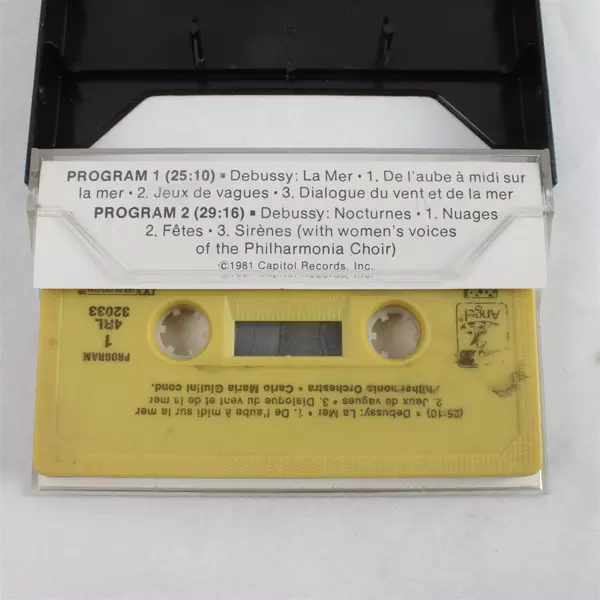 PROGRAM 1 (25:10) ▪ Debussy: La Mer • 1. De l'aube à midi sur
la mer • 2. Jeux de vagues • 3. Dialogue du vent et de la mer
PROGRAM 2 (29:16) ▪ Debussy: Nocturnes • 1. Nuages
2. Fêtes • 3. Sirènes (with women's voices
of the Philharmonia Choir)
©1981 Capitol Records, Inc.
Angel
PROGRAM
1
4RL
32033
(25:10) • Debussy: La Mer • 1. De l'aube à midi sur la mer
2. Jeux de vagues • 3. Dialogue du vent et de la mer
Philharmonia Orchestra • Carlo Maria Giulini cond.